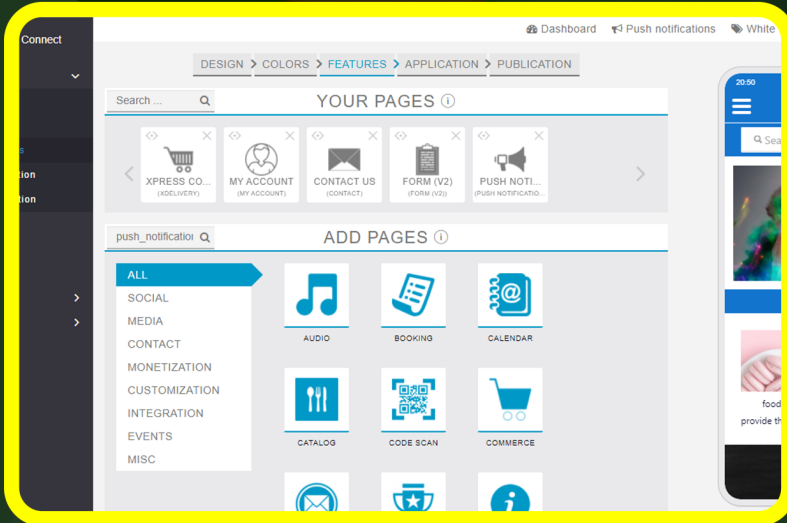 Connect
Dashboard Push notifications White
DESIGN > COLORS > FEATURES > APPLICATION > PUBLICATION
Search ...
YOUR PAGES
XPRESS CO...
(XDELIVERY)
MY ACCOUNT
(MY ACCOUNT)
CONTACT US
(CONTACT)
FORM (V2)
(FORM (V2))
PUSH NOTI...
(PUSH NOTIFICATIO...
push_notification
ADD PAGES
ALL
SOCIAL
MEDIA
CONTACT
MONETIZATION
CUSTOMIZATION
INTEGRATION
EVENTS
MISC
AUDIO
BOOKING
CALENDAR
CATALOG
CODE SCAN
COMMERCE
s
tion
tion
20:50
Sea
food
provide th